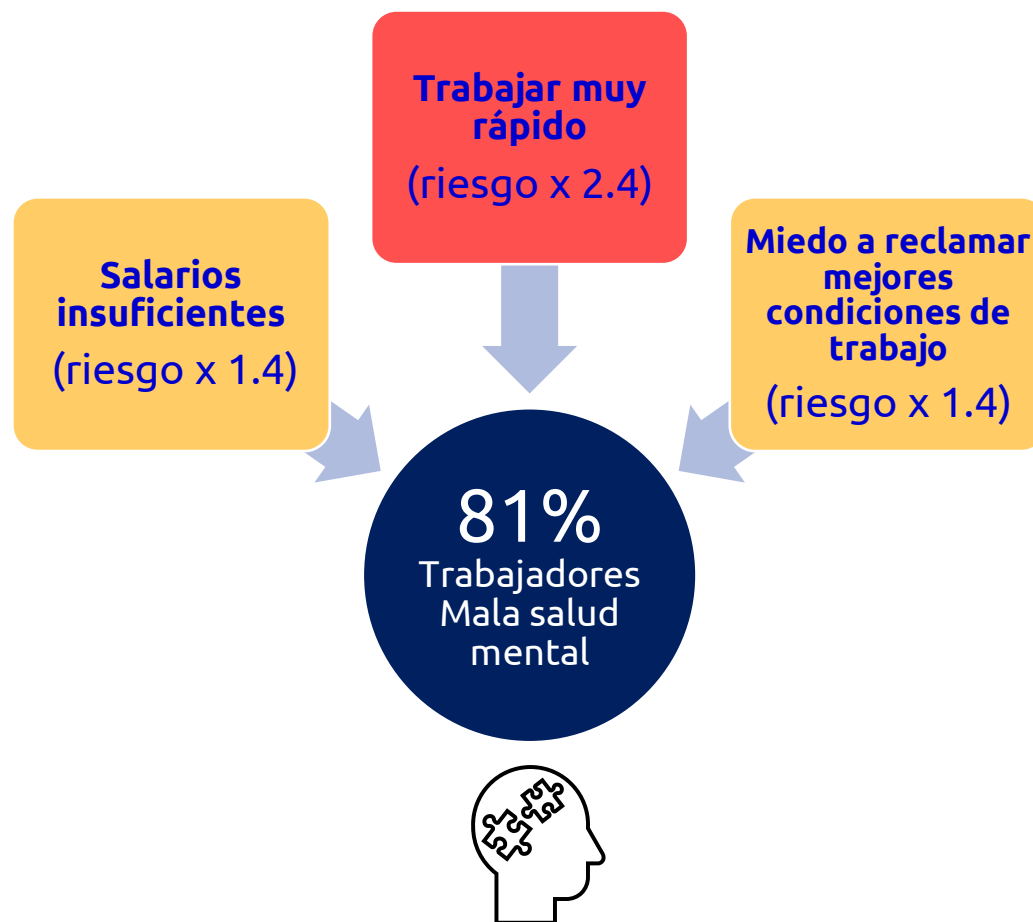 Trabajar muy
rápido
(riesgo x 2.4)
Salarios
insuficientes
(riesgo x 1.4)
Miedo a reclamar
mejores
condiciones de
trabajo
(riesgo x 1.4)
81%
Trabajadores
Mala salud
mental